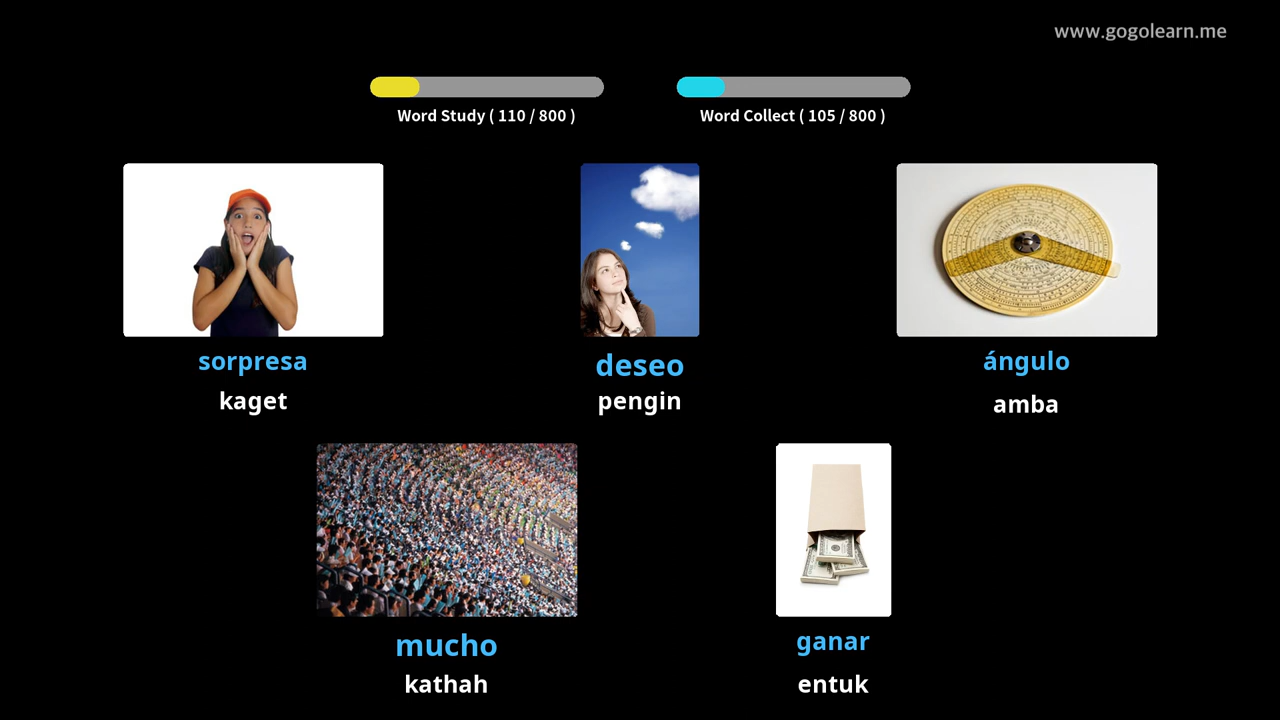 www.gogolearn.me
Word Study ( 110 / 800 )
Word Collect ( 105 / 800 )
sorpresa
kaget
deseo
pengin
ángulo
amba
mucho
kathah
ganar
entuk